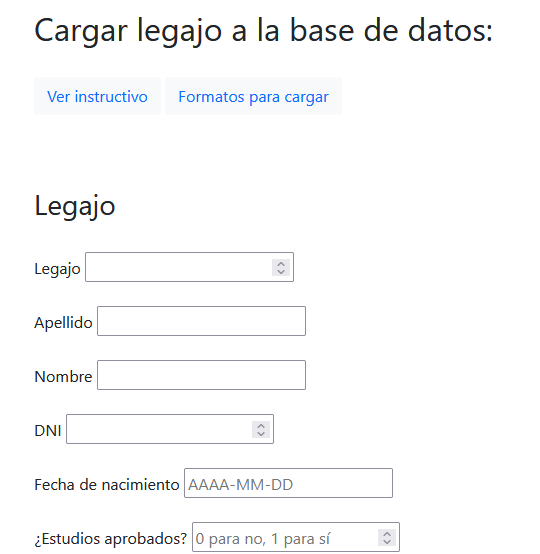 Cargar legajo a la base de datos:
Ver instructivo Formatos para cargar
Legajo
Legajo
Apellido
Nombre
DNI
Fecha de nacimiento AAAA-MM-DD
¿Estudios aprobados? 0 para no, 1 para sí